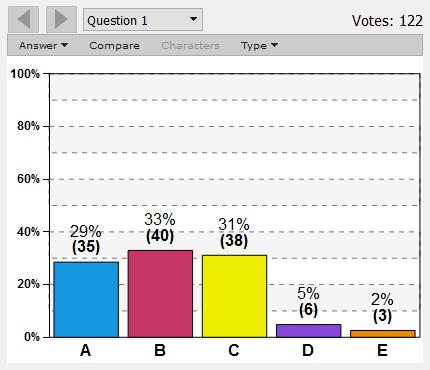 Question 1
Votes: 122
Answer
Compare
Characters
Type
100%
80%
60%
40%
20%
0%
29%
(35)
33%
(40)
31%
(38)
5%
(6)
2%
(3)
A B C D E